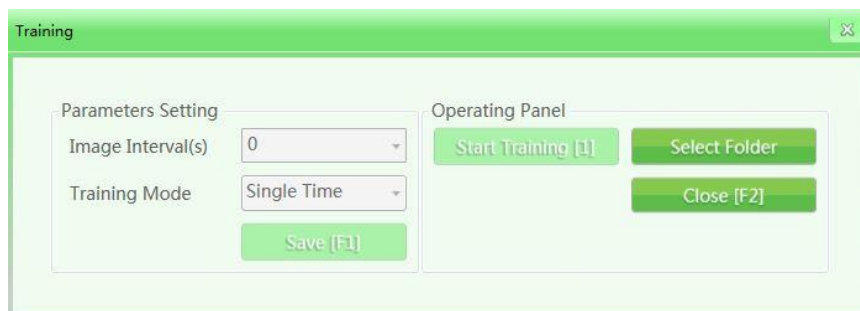 Training
Parameters Setting
Image Interval(s) 0
Training Mode Single Time
Save [F1]
Operating Panel
Start Training [1] Select Folder
Close [F2]